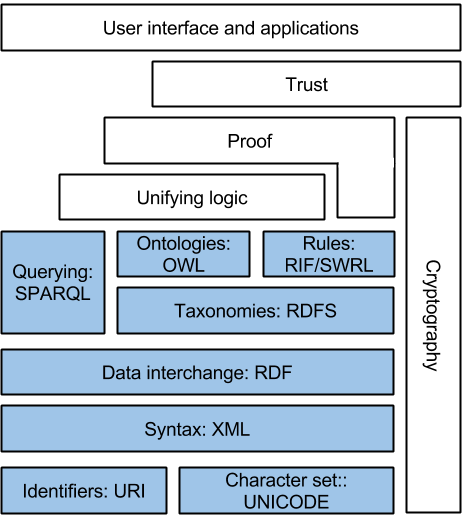 User interface and applications
Trust
Proof
Unifying logic
Querying:
SPARQL
Ontologies:
OWL
Rules:
RIF/SWRL
Taxonomies: RDFS
Cryptography
Data interchange: RDF
Syntax: XML
Identifiers: URI
Character set::
UNICODE